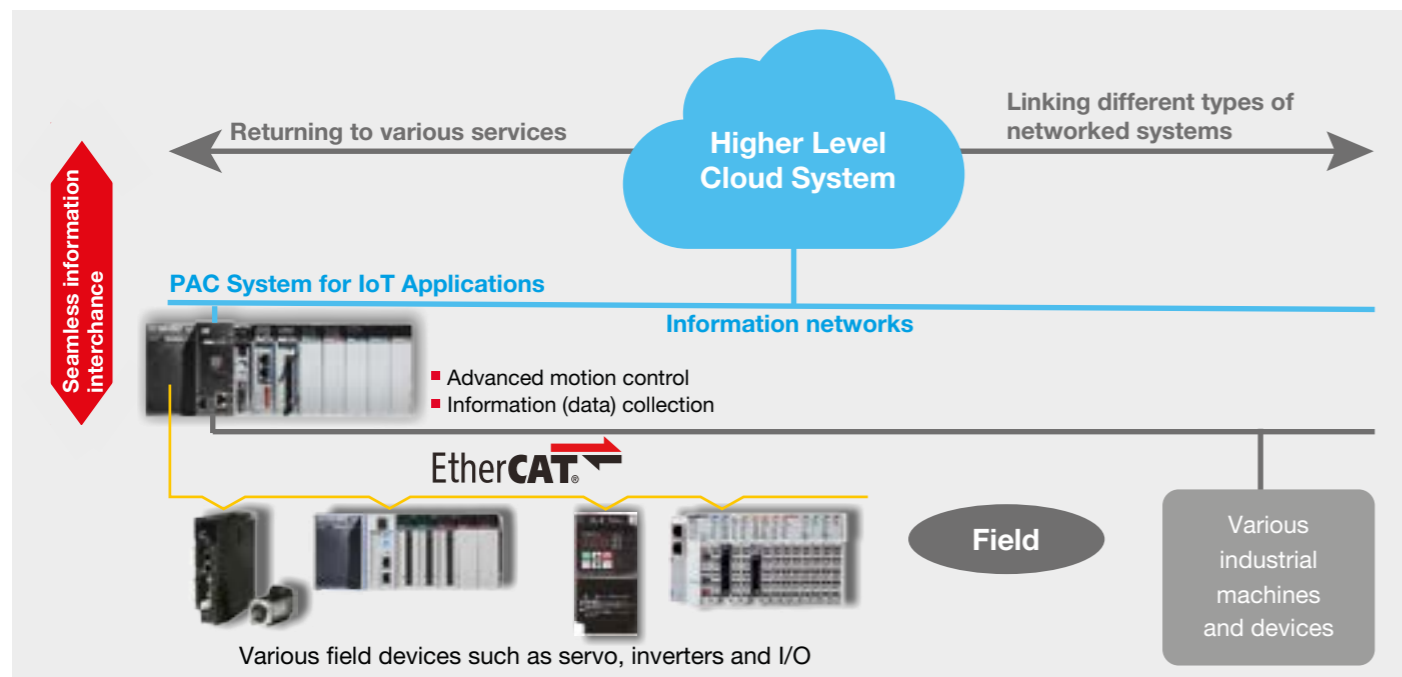 Returning to various services
Linking different types of
networked systems
Higher Level
Cloud System
Seamless information
interchance
PAC System for IoT Applications
Information networks
Advanced motion control
Information (data) collection
EtherCAT®
Field
Various
industrial
machines
and devices
Various field devices such as servo, inverters and I/O